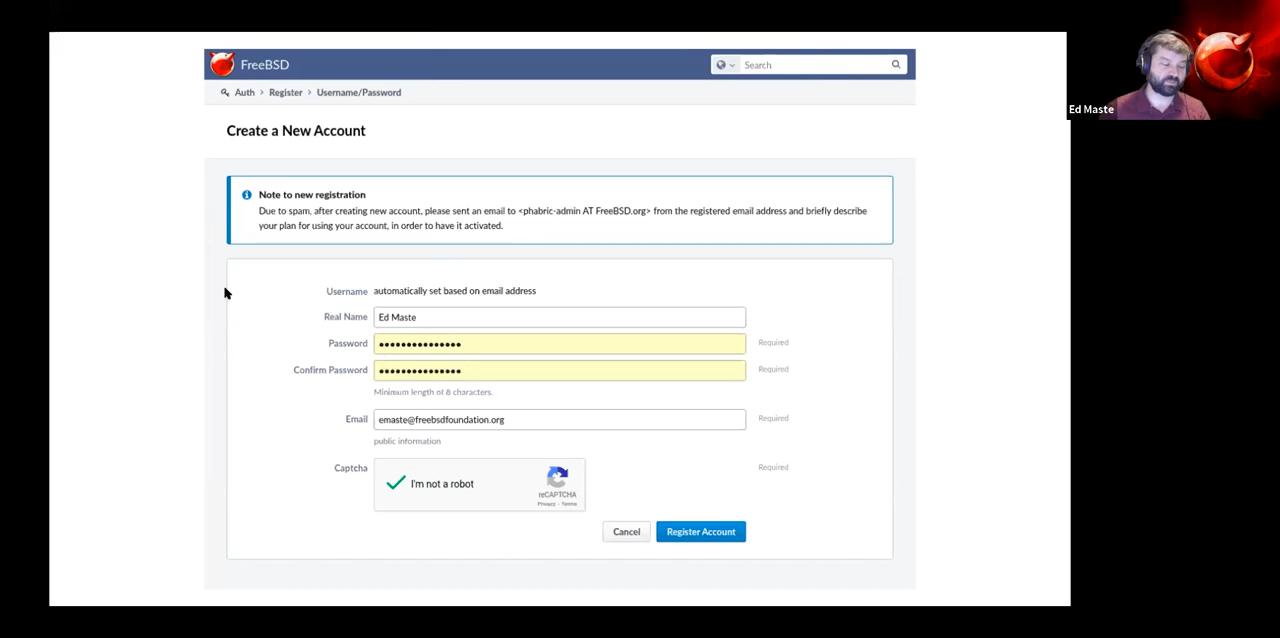 FreeBSD
Search
Auth > Register > Username/Password
Create a New Account
Note to new registration
Due to spam, after creating new account, please sent an email to <phabric-admin AT FreeBSD.org> from the registered email address and briefly describe
your plan for using your account, in order to have it activated.
Username automatically set based on email address
Real Name Ed Maste
Password ••••••••••••••• Required
Confirm Password ••••••••••••••• Required
Minimum length of 8 characters.
Email emaste@freebsdfoundation.org Required
public information
Captcha I'm not a robot Required
reCAPTCHA
Privacy - Terms
Cancel Register Account
Ed Maste